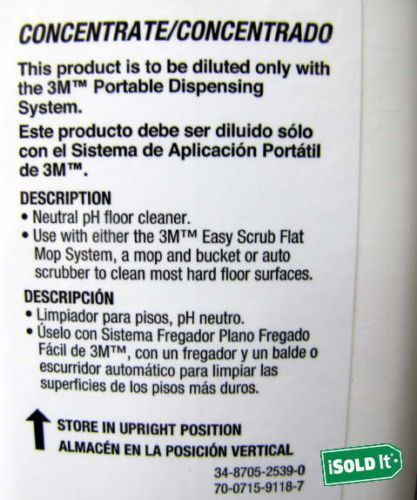 CONCENTRATE/CONCENTRADO
This product is to be diluted only with
the 3M™ Portable Dispensing
System.
Este producto debe ser diluido sólo
con el Sistema de Aplicación Portátil
de 3M™.
DESCRIPTION
• Neutral pH floor cleaner.
• Use with either the 3M™ Easy Scrub Flat
Mop System, a mop and bucket or auto
scrubber to clean most hard floor surfaces.
DESCRIPCIÓN
• Limpiador para pisos, pH neutro.
• Úselo con Sistema Fregador Plano Fregado
Fácil de 3M™, con un fregador y un balde o
escurridor automático para limpiar las
superficies de los pisos más duros.
STORE IN UPRIGHT POSITION
ALMACÉN EN LA POSICIÓN VERTICAL
34-8705-2539-0
70-0715-9118-7
iSOLD It